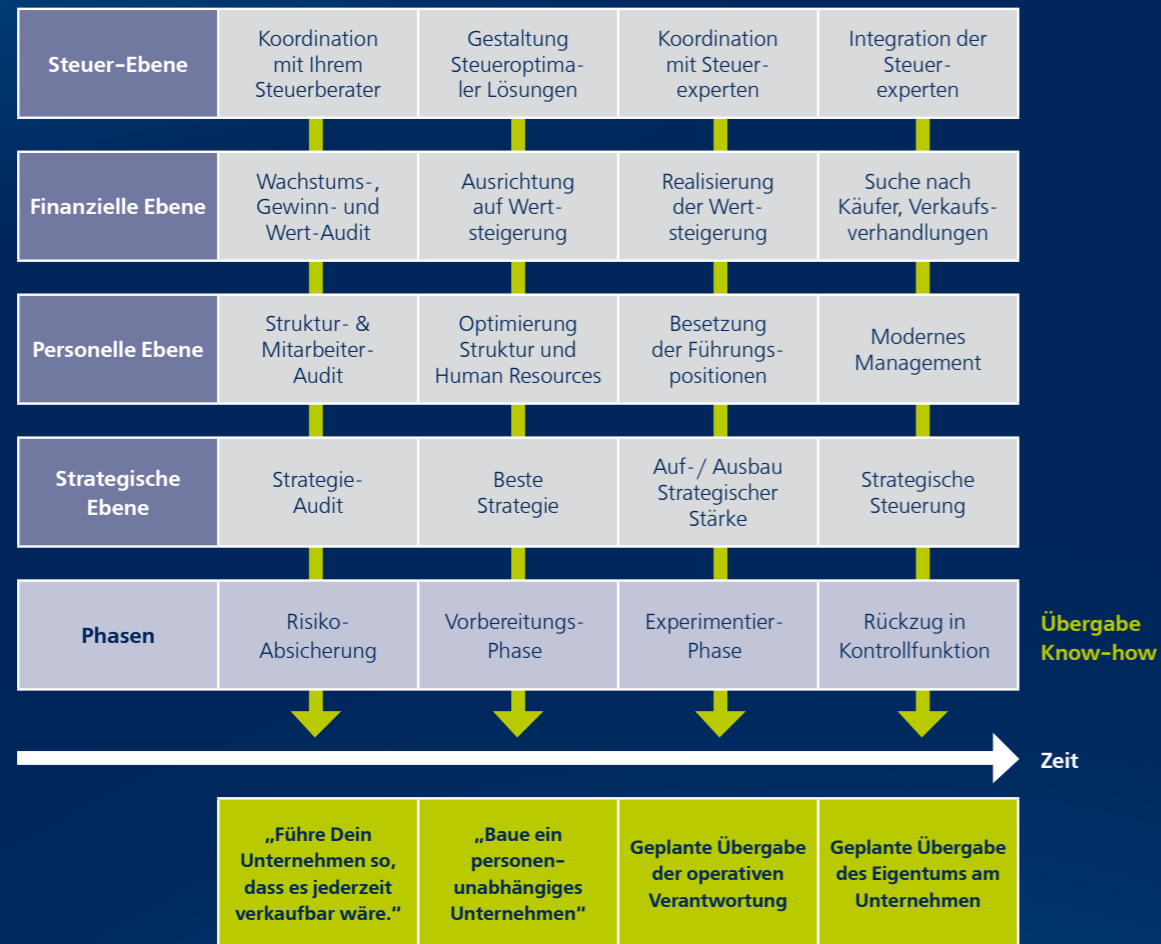 Steuer-Ebene
Koordination
mit Ihrem
Steuerberater
Gestaltung
Steueroptima-
ler Lösungen
Koordination
mit Steuer-
experten
Integration der
Steuer-
experten
Finanzielle Ebene
Wachstums-,
Gewinn- und
Wert-Audit
Ausrichtung
auf Wert-
steigerung
Realisierung
der Wert-
steigerung
Suche nach
Käufer, Verkaufs-
verhandlungen
Personelle Ebene
Struktur- &
Mitarbeiter-
Audit
Optimierung
Struktur und
Human Resources
Besetzung
der Führungs-
positionen
Modernes
Management
Strategische
Ebene
Strategie-
Audit
Beste
Strategie
Auf- / Ausbau
Strategischer
Stärke
Strategische
Steuerung
Phasen
Risiko-
Absicherung
Vorbereitungs-
Phase
Experimentier-
Phase
Rückzug in
Kontrollfunktion
Übergabe
Know-how
Zeit
„Führe Dein
Unternehmen so,
dass es jederzeit
verkaufbar wäre.“
„Baue ein
personen-
unabhängiges
Unternehmen“
Geplante Übergabe
der operativen
Verantwortung
Geplante Übergabe
des Eigentums am
Unternehmen